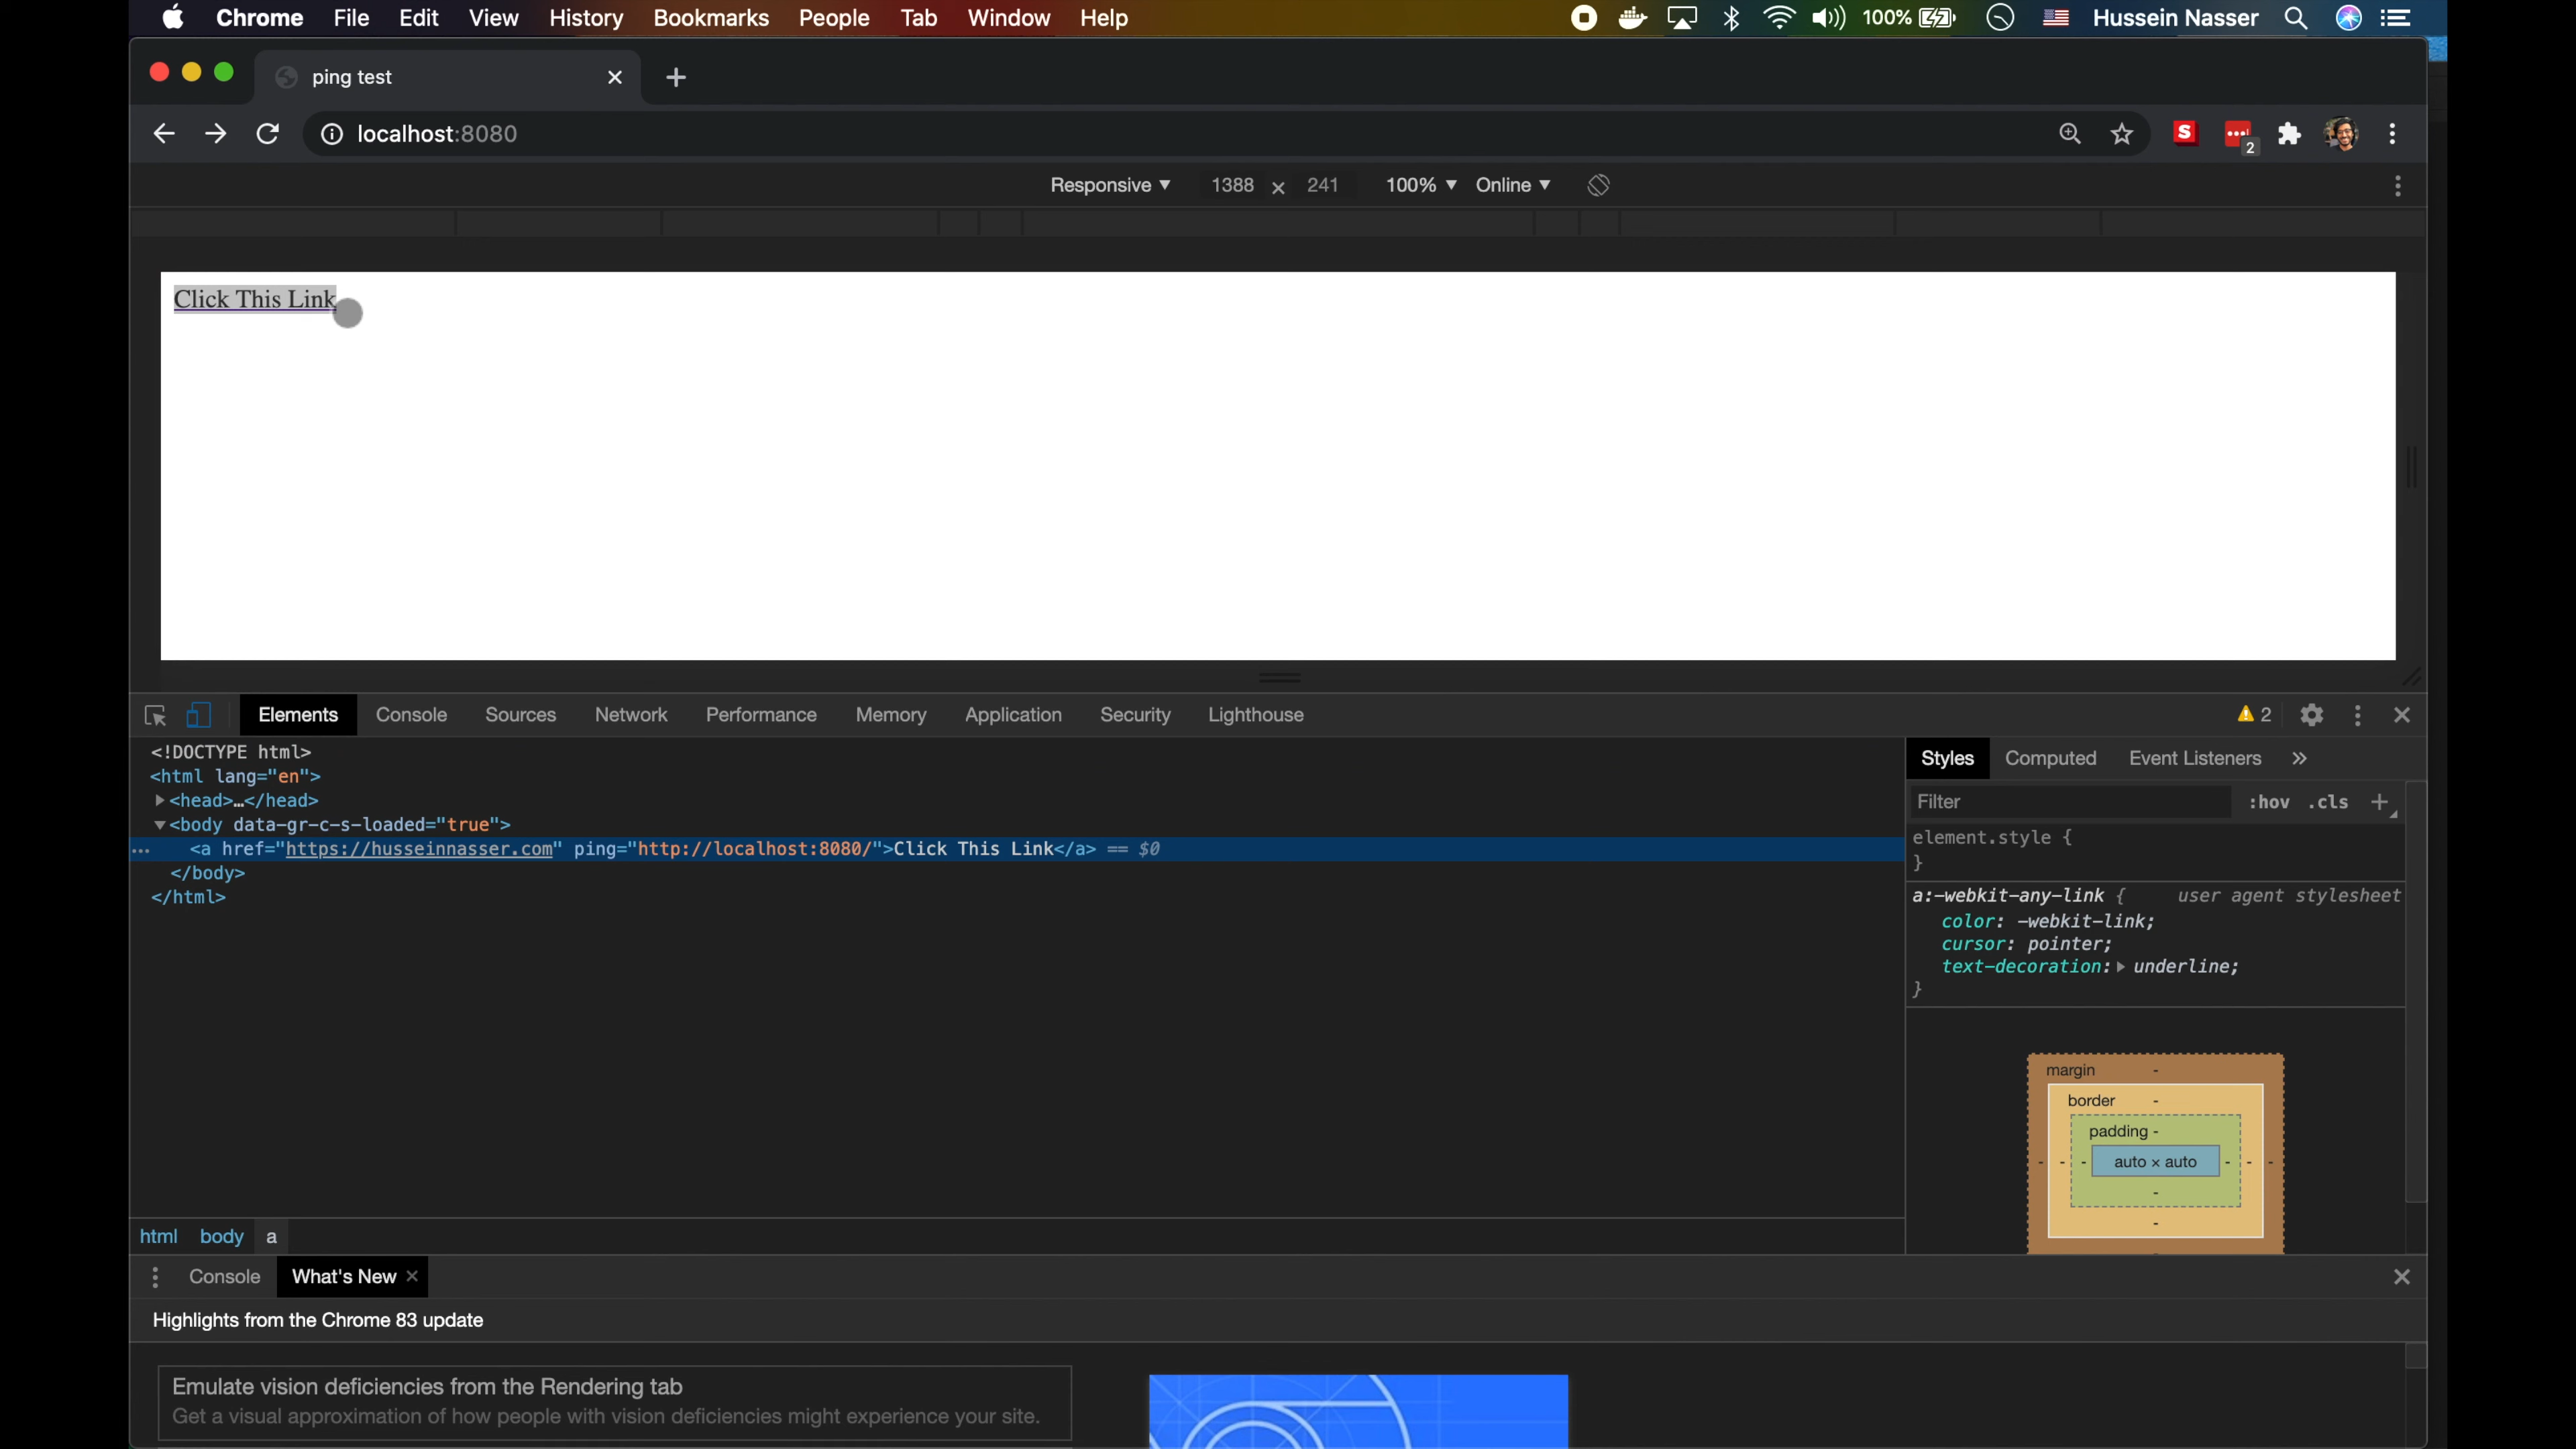 Chrome File Edit View History Bookmarks People Tab Window Help 100% Hussein Nasser
ping test
localhost:8080 S 2
Responsive ▼ 1388 × 241 100% ▼ Online ▼
Click This Link
Elements Console Sources Network Performance Memory Application Security Lighthouse 2
<!DOCTYPE html>
<html lang="en">
<head>…</head>
<body data-gr-c-s-loaded="true">
<a href="https://husseinnasser.com" ping="http://localhost:8080/">Click This Link</a> == $0
</body>
</html>
Styles Computed Event Listeners »
Filter :hov .cls +
element.style {
}
a:-webkit-any-link { user agent stylesheet
color: -webkit-link;
cursor: pointer;
text-decoration: underline;
}
margin -
border -
padding -
- - - auto × auto - - -
-
-
html body a
Console What's New ×
Highlights from the Chrome 83 update
Emulate vision deficiencies from the Rendering tab
Get a visual approximation of how people with vision deficiencies might experience your site.